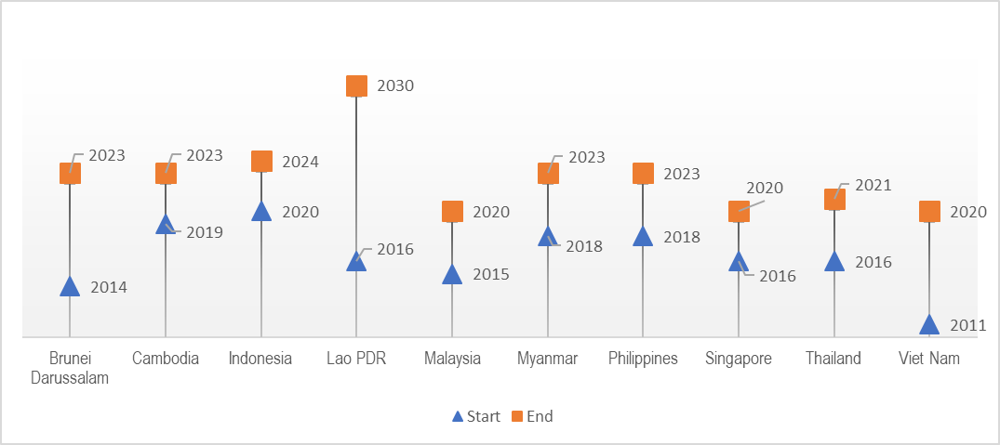 2030
2023
2023
2024
2020
2016
2019
2014
2020
2015
2023
2018
2023
2018
2020
2016
2021
2016
2020
2011
Brunei
Darussalam
Cambodia
Indonesia
Lao PDR
Malaysia
Myanmar
Philippines
Singapore
Thailand
Viet Nam
Start
End